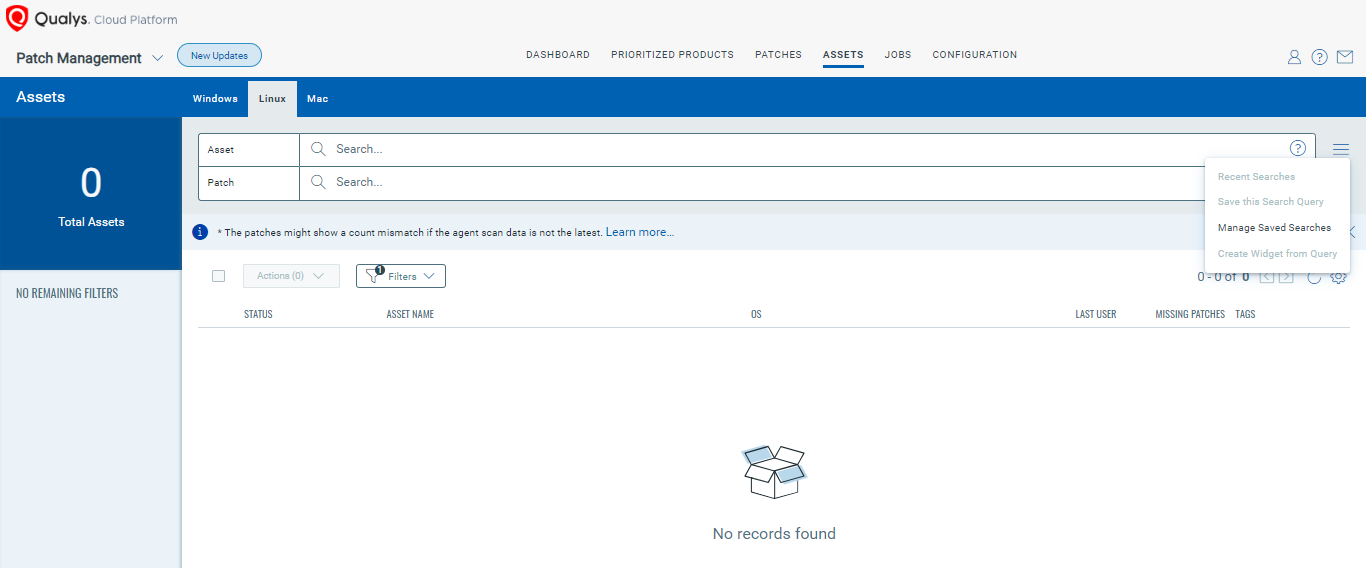 Qualys. Cloud Platform
Patch Management
New Updates
DASHBOARD
PRIORITIZED PRODUCTS
PATCHES
ASSETS
JOBS
CONFIGURATION
Assets
Windows
Linux
Mac
0
Total Assets
NO REMAINING FILTERS
Asset
Search...
Patch
Search...
Recent Searches
Save this Search Query
Manage Saved Searches
Create Widget from Query
* The patches might show a count mismatch if the agent scan data is not the latest. Learn more...
Actions (0)
1
Filters
0 - 0 of 0
STATUS
ASSET NAME
OS
LAST USER
MISSING PATCHES
TAGS
No records found